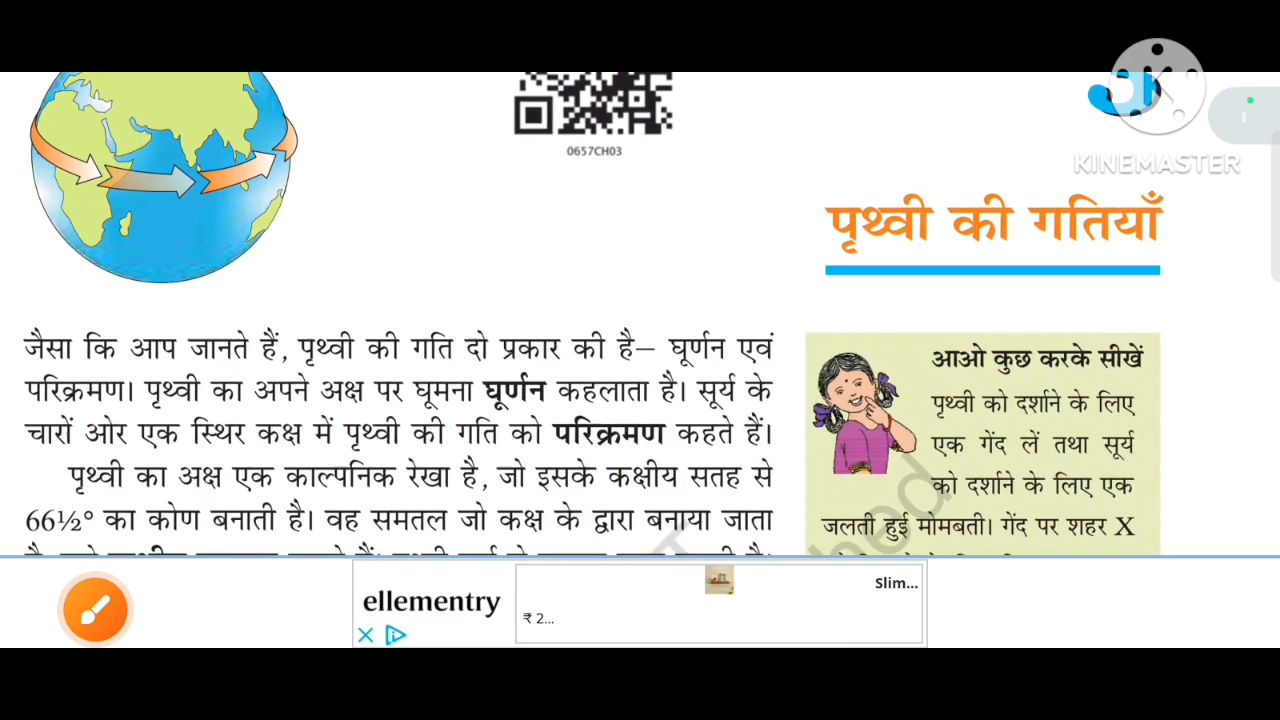 0657CH03
KINEMASTER
पृथ्वी की गतियाँ
जैसा कि आप जानते हैं, पृथ्वी की गति दो प्रकार की है– घूर्णन एवं
परिक्रमण। पृथ्वी का अपने अक्ष पर घूमना घूर्णन कहलाता है। सूर्य के
चारों ओर एक स्थिर कक्ष में पृथ्वी की गति को परिक्रमण कहते हैं।
पृथ्वी का अक्ष एक काल्पनिक रेखा है, जो इसके कक्षीय सतह से
66½° का कोण बनाती है। वह समतल जो कक्ष के द्वारा बनाया जाता
आओ कुछ करके सीखें
पृथ्वी को दर्शाने के लिए
एक गेंद लें तथा सूर्य
को दर्शाने के लिए एक
जलती हुई मोमबती। गेंद पर शहर X
ellementry
Slim...
₹ 2...